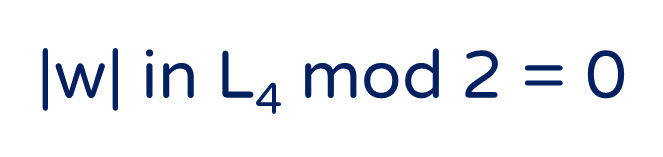 |w| in L₄ mod 2 = 0